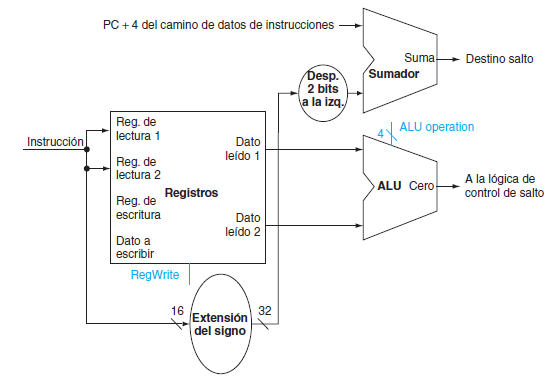 PC + 4 del camino de datos de instrucciones
Suma
Sumador
Destino salto
Desp.
2 bits
a la izq.
4
ALU operation
Instrucción
Reg. de
lectura 1
Reg. de
lectura 2
Reg. de
escritura
Dato a
escribir
Registros
Dato
leído 1
Dato
leído 2
ALU
Cero
A la lógica de
control de salto
RegWrite
16
Extensión
del signo
32